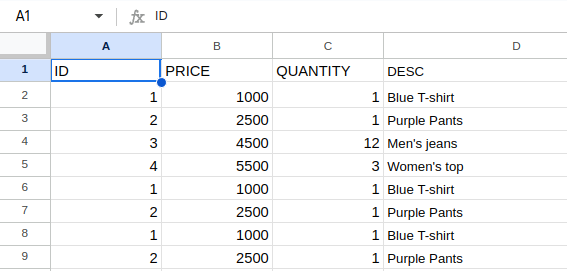 A1 fx ID
A B C D
1 ID PRICE QUANTITY DESC
2 1 1000 1 Blue T-shirt
3 2 2500 1 Purple Pants
4 3 4500 12 Men's jeans
5 4 5500 3 Women's top
6 1 1000 1 Blue T-shirt
7 2 2500 1 Purple Pants
8 1 1000 1 Blue T-shirt
9 2 2500 1 Purple Pants